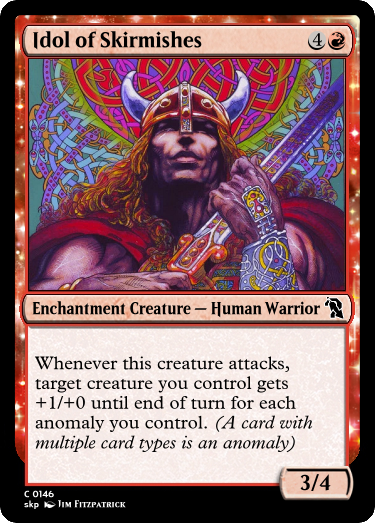 Idol of Skirmishes 4
Enchantment Creature — Human Warrior
Whenever this creature attacks,
target creature you control gets
+1/+0 until end of turn for each
anomaly you control. (A card with
multiple card types is an anomaly)
3/4
C 0146
skp Jim Fitzpatrick